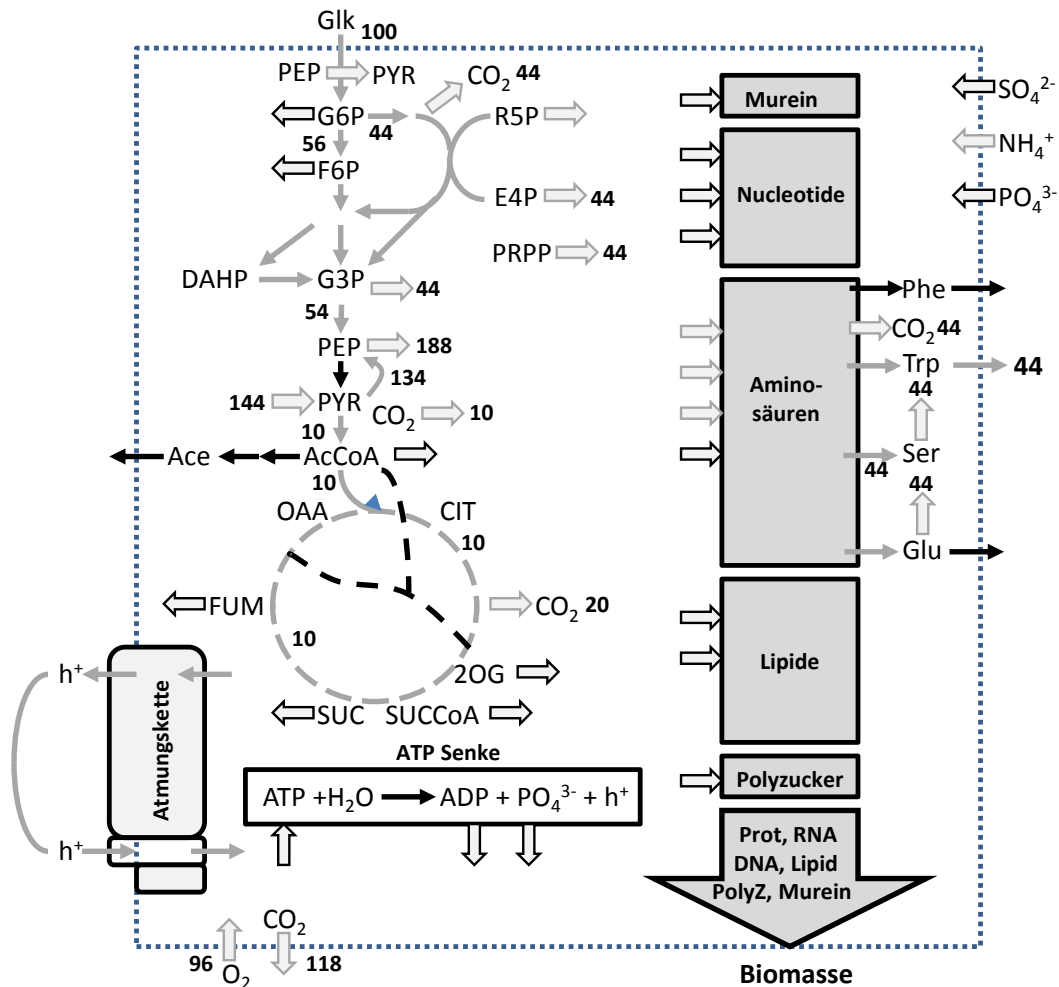 Glk 100
PEP PYR
CO₂ 44
G6P 44
R5P
56
F6P
E4P 44
PRPP 44
DAHP G3P 44
54
PEP 188
134
144 PYR CO₂ 10
10
Ace AcCoA
10
OAA CIT
10
FUM CO₂ 20
10
2OG
SUC SUCCoA
h⁺
Atmungskette
h⁺
ATP Senke
ATP +H₂O ADP + PO₄³⁻ + h⁺
CO₂
96 118
O₂
Murein
Nucleotide
Amino-
säuren
Lipide
Polyzucker
Prot, RNA
DNA, Lipid
PolyZ, Murein
Biomasse
SO₄²⁻
NH₄⁺
PO₄³⁻
Phe
CO₂ 44
Trp 44
44
Ser
44
44
Glu